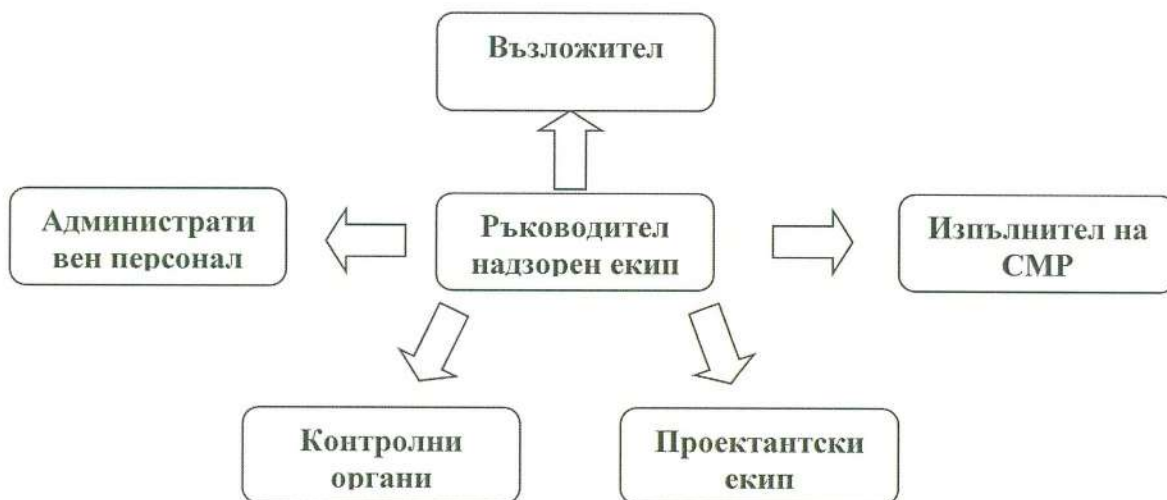 Възложител
Администрати
вен персонал
Ръководител
надзорен екип
Изпълнител на
СМР
Контролни
органи
Проектантски
екип